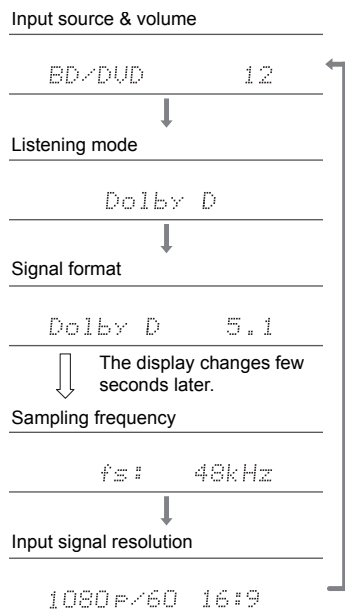 Input source & volume
BD/DVD 12
Listening mode
Dolby D
Signal format
Dolby D 5.1
The display changes few
seconds later.
Sampling frequency
fs: 48kHz
Input signal resolution
1080p/60 16:9